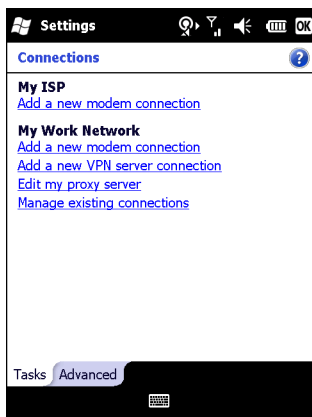 Settings
OK
Connections
?
My ISP
Add a new modem connection
My Work Network
Add a new modem connection
Add a new VPN server connection
Edit my proxy server
Manage existing connections
Tasks
Advanced